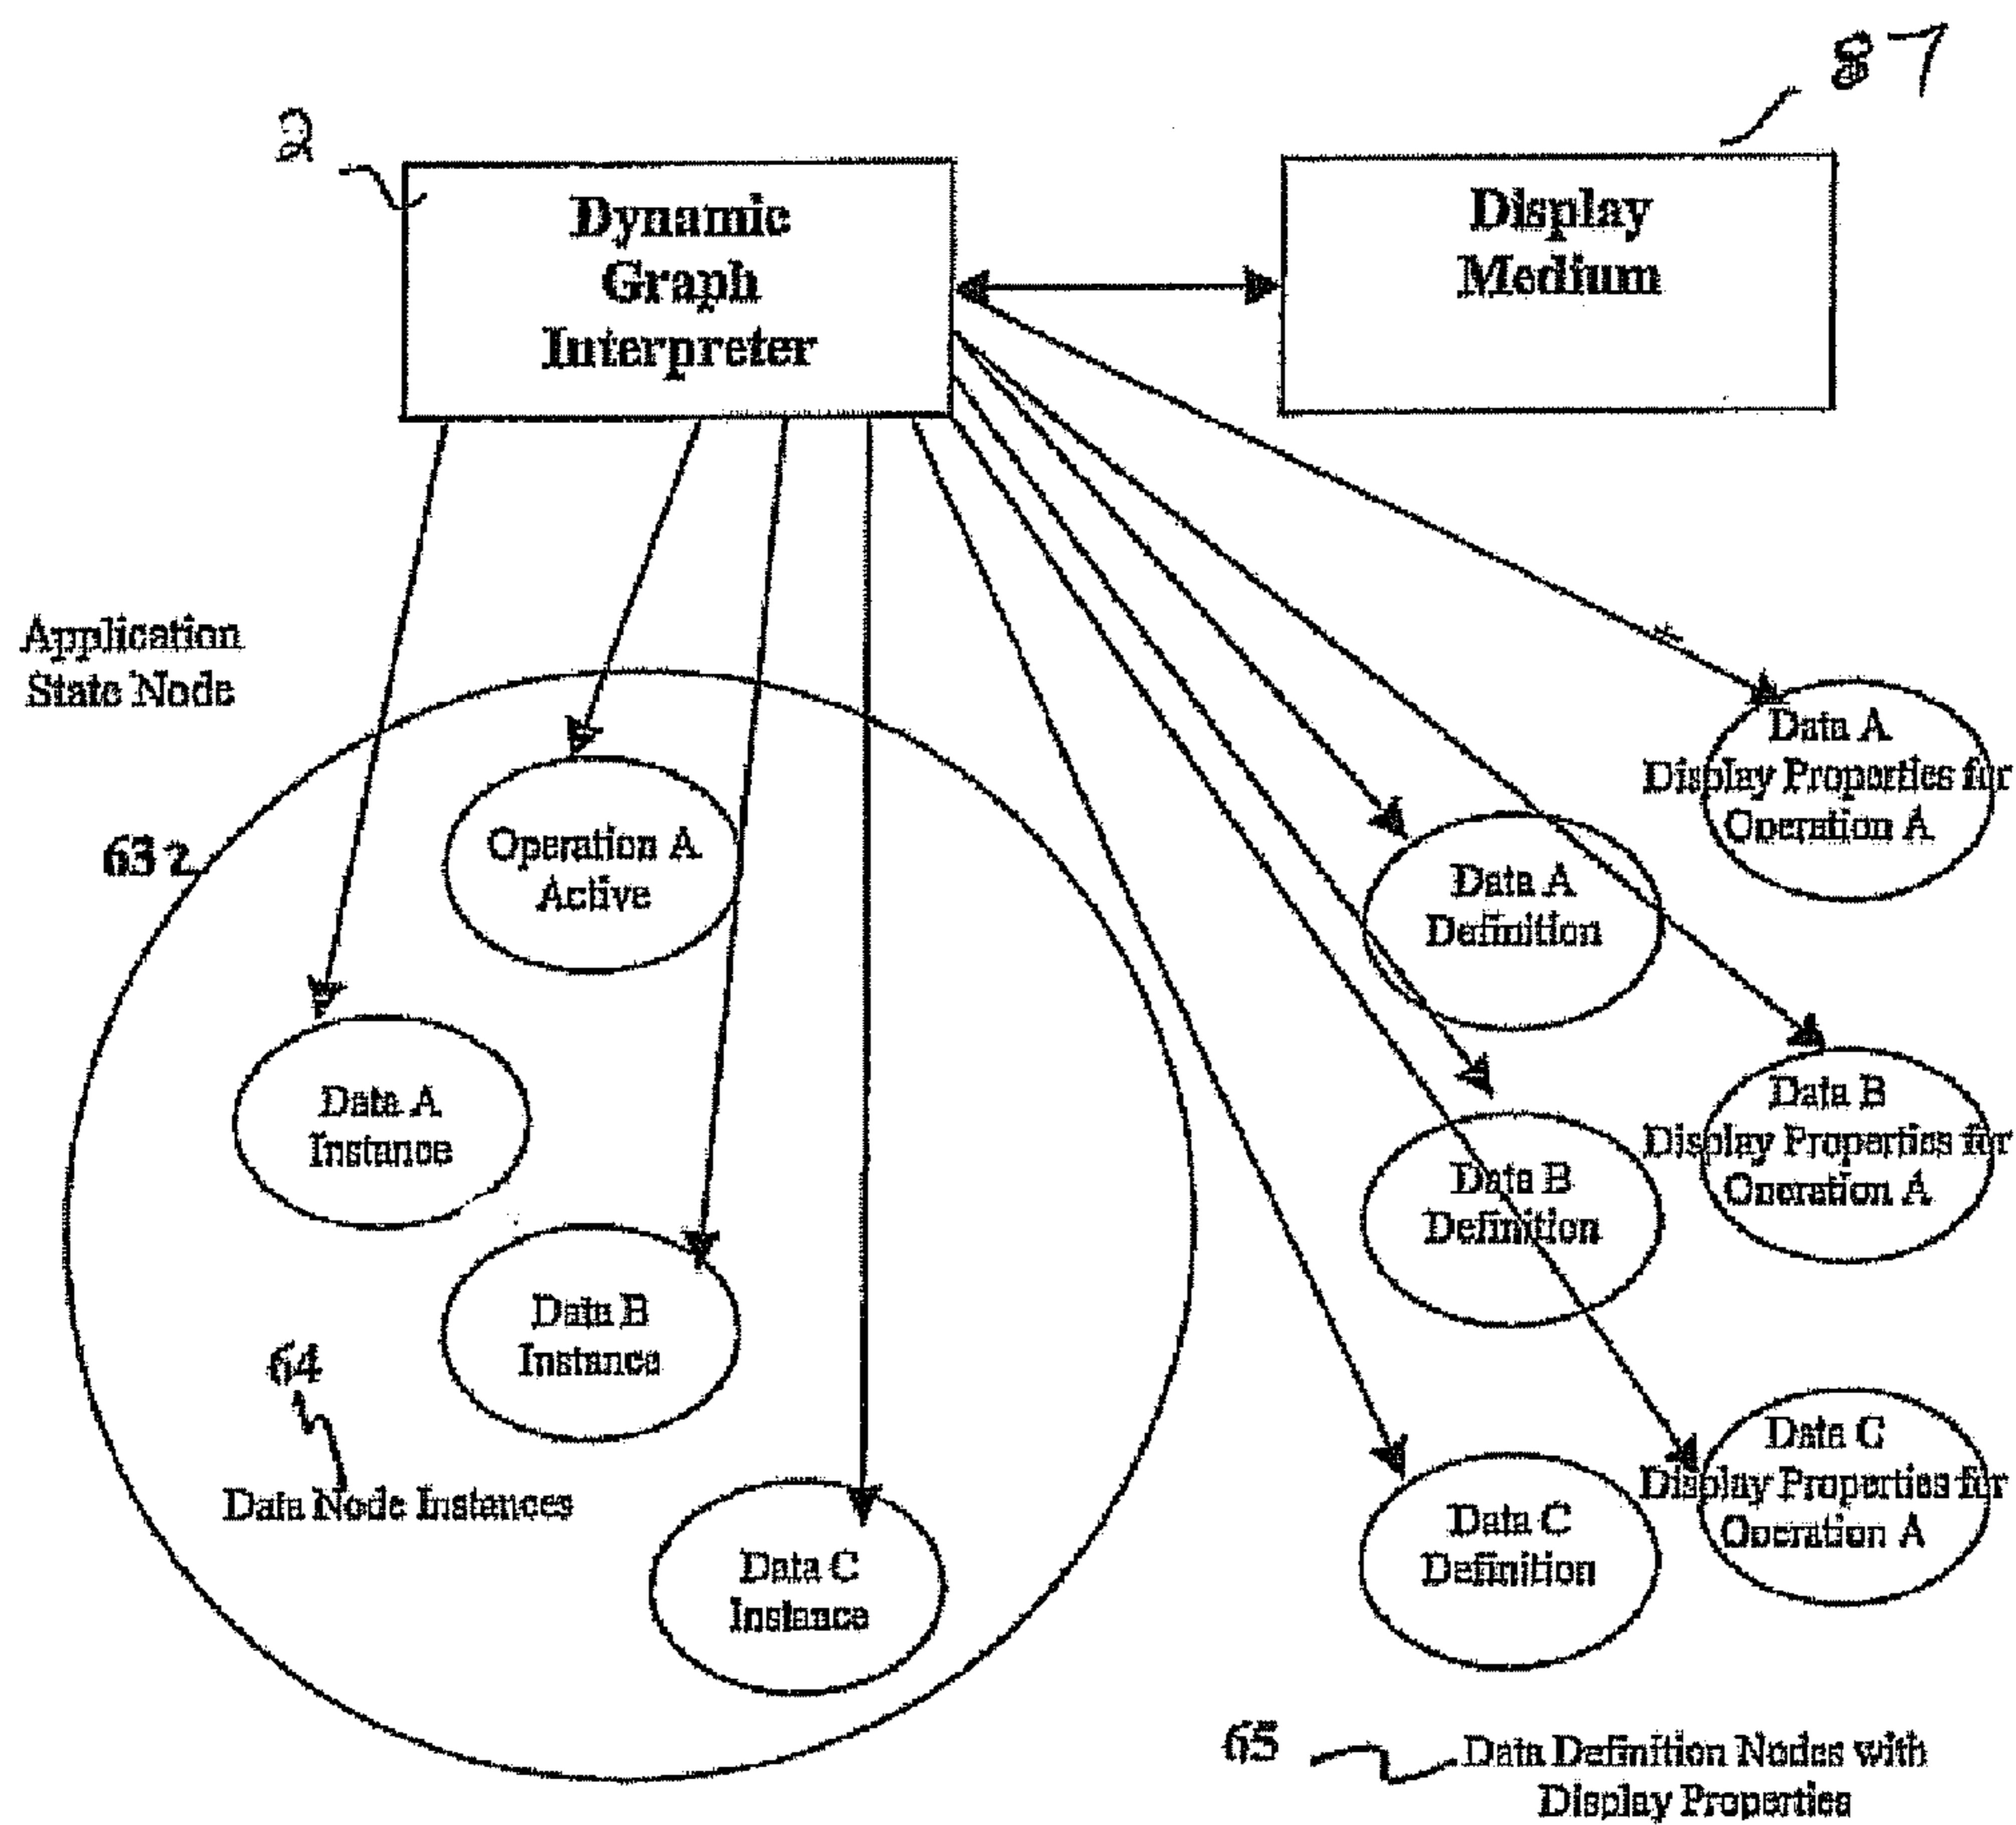 2
87
Dynamic
Graph
Interpreter
Display
Medium
Application
State Node
63
Operation A
Active
Data A
Instance
Data B
Instance
64
Data Node Instances
Data C
Instance
Data A
Display Properties for
Operation A
Data A
Definition
Data B
Display Properties for
Operation A
Data B
Definition
Data C
Display Properties for
Operation A
Data C
Definition
65
Data Definition Nodes with
Display Properties